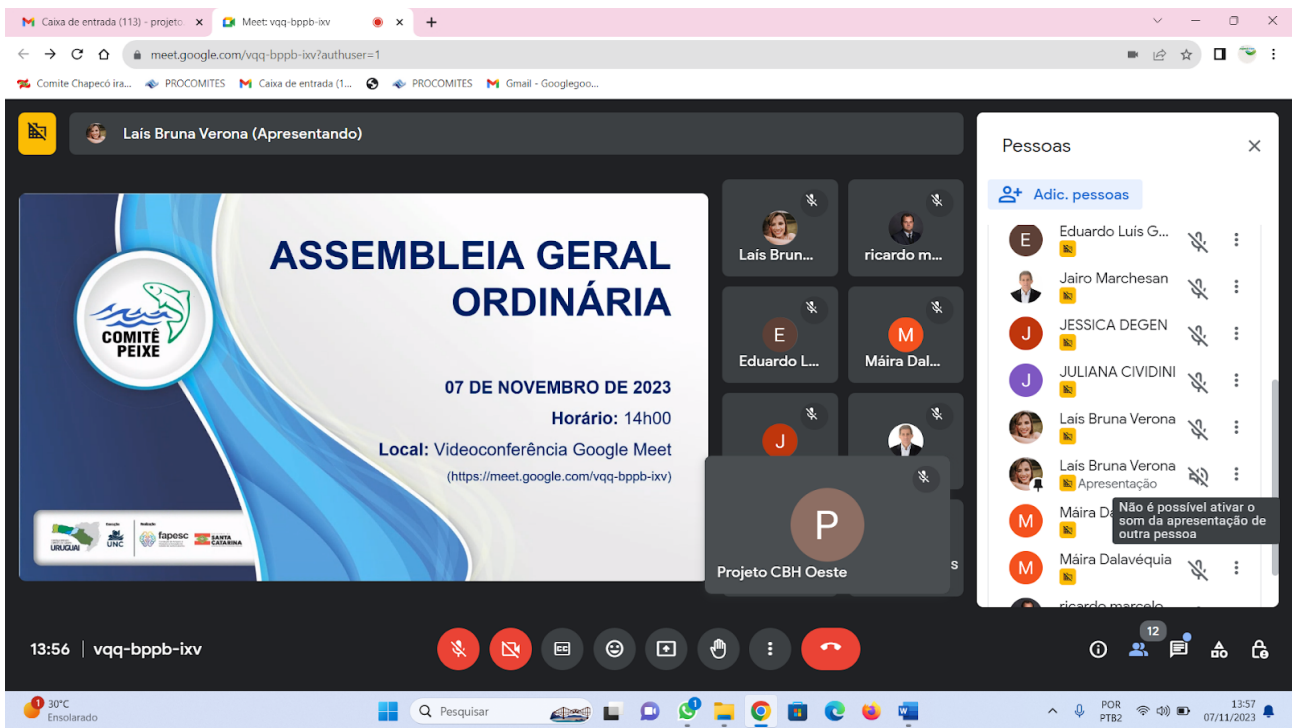 Caixa de entrada (113) - projeto.
Meet: vqq-bppb-ixv
meet.google.com/vqq-bppb-ixv?authuser=1
Comite Chapecó ira...
PROCOMITES
Caixa de entrada (1...
PROCOMITES
Gmail - Googlegoo...
Laís Bruna Verona (Apresentando)
ASSEMBLEIA GERAL
ORDINÁRIA
07 DE NOVEMBRO DE 2023
Horário: 14h00
Local: Videoconferência Google Meet
(https://meet.google.com/vqq-bppb-ixv)
COMITÊ
PEIXE
URUGUAI
UNC
fapesc
SANTA
CATARINA
Laís Brun...
ricardo m...
E
Eduardo L...
M
Máira Dal...
J
P
Projeto CBH Oeste
s
Pessoas
Adic. pessoas
E
Eduardo Luís G...
Jairo Marchesan
J
JESSICA DEGEN
J
JULIANA CIVIDINI
Laís Bruna Verona
Laís Bruna Verona
Apresentação
M
Máira Da
Não é possível ativar o
som da apresentação de
outra pessoa
M
Máira Dalavéquia
ricardo marcelo
13:56 | vqq-bppb-ixv
12
1
30°C
Ensolarado
Pesquisar
POR
PTB2
13:57
07/11/2023